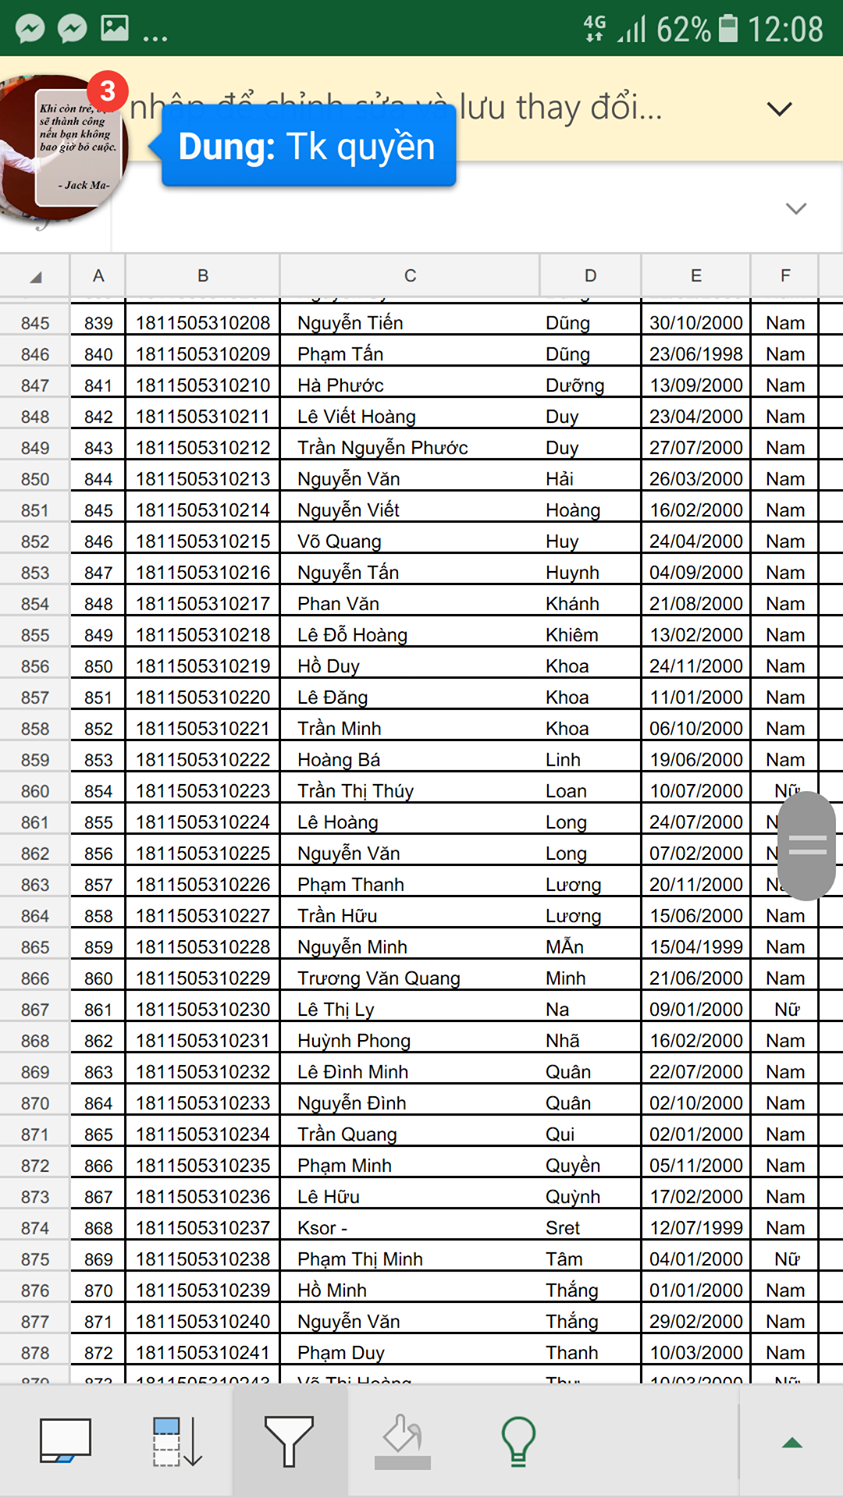 ... 4G 62% 12:08
3
nhập để chỉnh sửa và lưu thay đổi...
Khi còn trẻ,
sẽ thành công
nếu bạn không
bao giờ bỏ cuộc.
- Jack Ma-
Dung: Tk quyền
A B C D E F
845 839 1811505310208 Nguyễn Tiến Dũng 30/10/2000 Nam
846 840 1811505310209 Phạm Tấn Dũng 23/06/1998 Nam
847 841 1811505310210 Hà Phước Dưỡng 13/09/2000 Nam
848 842 1811505310211 Lê Viết Hoàng Duy 23/04/2000 Nam
849 843 1811505310212 Trần Nguyễn Phước Duy 27/07/2000 Nam
850 844 1811505310213 Nguyễn Văn Hải 26/03/2000 Nam
851 845 1811505310214 Nguyễn Viết Hoàng 16/02/2000 Nam
852 846 1811505310215 Võ Quang Huy 24/04/2000 Nam
853 847 1811505310216 Nguyễn Tấn Huynh 04/09/2000 Nam
854 848 1811505310217 Phan Văn Khánh 21/08/2000 Nam
855 849 1811505310218 Lê Đỗ Hoàng Khiêm 13/02/2000 Nam
856 850 1811505310219 Hồ Duy Khoa 24/11/2000 Nam
857 851 1811505310220 Lê Đăng Khoa 11/01/2000 Nam
858 852 1811505310221 Trần Minh Khoa 06/10/2000 Nam
859 853 1811505310222 Hoàng Bá Linh 19/06/2000 Nam
860 854 1811505310223 Trần Thị Thúy Loan 10/07/2000 Nữ
861 855 1811505310224 Lê Hoàng Long 24/07/2000
862 856 1811505310225 Nguyễn Văn Long 07/02/2000
863 857 1811505310226 Phạm Thanh Lương 20/11/2000
864 858 1811505310227 Trần Hữu Lương 15/06/2000 Nam
865 859 1811505310228 Nguyễn Minh MẪn 15/04/1999 Nam
866 860 1811505310229 Trương Văn Quang Minh 21/06/2000 Nam
867 861 1811505310230 Lê Thị Ly Na 09/01/2000 Nữ
868 862 1811505310231 Huỳnh Phong Nhã 16/02/2000 Nam
869 863 1811505310232 Lê Đình Minh Quân 22/07/2000 Nam
870 864 1811505310233 Nguyễn Đình Quân 02/10/2000 Nam
871 865 1811505310234 Trần Quang Qui 02/01/2000 Nam
872 866 1811505310235 Phạm Minh Quyền 05/11/2000 Nam
873 867 1811505310236 Lê Hữu Quỳnh 17/02/2000 Nam
874 868 1811505310237 Ksor - Sret 12/07/1999 Nam
875 869 1811505310238 Phạm Thị Minh Tâm 04/01/2000 Nữ
876 870 1811505310239 Hồ Minh Thắng 01/01/2000 Nam
877 871 1811505310240 Nguyễn Văn Thắng 29/02/2000 Nam
878 872 1811505310241 Phạm Duy Thanh 10/03/2000 Nam